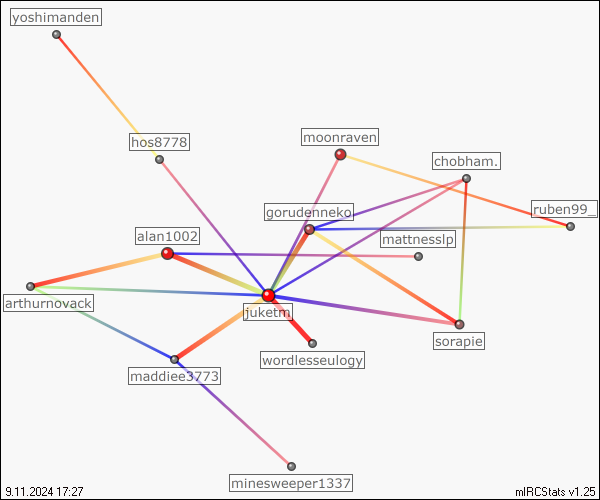 yoshimanden
hos8778
moonraven
chobham.
ruben99_
gorudenneko
alan1002
mattnesslp
arthurnovack
juketm
sorapie
wordlesseulogy
maddiee3773
minesweeper1337
9.11.2024 17:27
mIRCStats v1.25